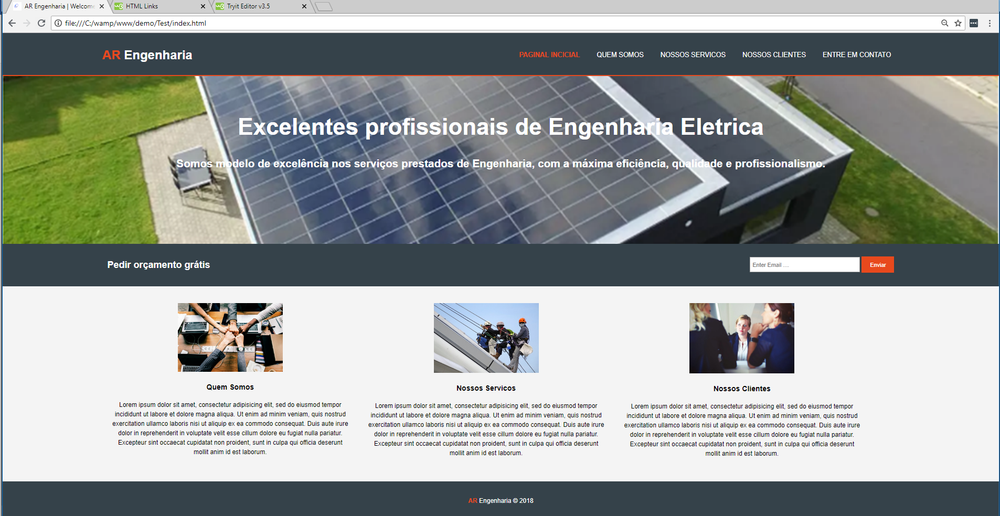 AR Engenharia | Welcome
HTML Links
Tryit Editor v3.5
file:///C:/wamp/www/demo/Test/index.html
AR Engenharia
PAGINAL INCICIAL
QUEM SOMOS
NOSSOS SERVICOS
NOSSOS CLIENTES
ENTRE EM CONTATO
Excelentes profissionais de Engenharia Eletrica
Somos modelo de excelência nos serviços prestados de Engenharia, com a máxima eficiência, qualidade e profissionalismo.
Pedir orçamento grátis
Enter Email ....
Enviar
Quem Somos
Lorem ipsum dolor sit amet, consectetur adipisicing elit, sed do eiusmod tempor
incididunt ut labore et dolore magna aliqua. Ut enim ad minim veniam, quis nostrud
exercitation ullamco laboris nisi ut aliquip ex ea commodo consequat. Duis aute irure
dolor in reprehenderit in voluptate velit esse cillum dolore eu fugiat nulla pariatur.
Excepteur sint occaecat cupidatat non proident, sunt in culpa qui officia deserunt
mollit anim id est laborum.
Nossos Servicos
Lorem ipsum dolor sit amet, consectetur adipisicing elit, sed do eiusmod tempor
incididunt ut labore et dolore magna aliqua. Ut enim ad minim veniam, quis nostrud
exercitation ullamco laboris nisi ut aliquip ex ea commodo consequat. Duis aute irure
dolor in reprehenderit in voluptate velit esse cillum dolore eu fugiat nulla pariatur.
Excepteur sint occaecat cupidatat non proident, sunt in culpa qui officia deserunt
mollit anim id est laborum.
Nossos Clientes
Lorem ipsum dolor sit amet, consectetur adipisicing elit, sed do eiusmod tempor
incididunt ut labore et dolore magna aliqua. Ut enim ad minim veniam, quis nostrud
exercitation ullamco laboris nisi ut aliquip ex ea commodo consequat. Duis aute irure
dolor in reprehenderit in voluptate velit esse cillum dolore eu fugiat nulla pariatur.
Excepteur sint occaecat cupidatat non proident, sunt in culpa qui officia deserunt
mollit anim id est laborum.
AR Engenharia © 2018